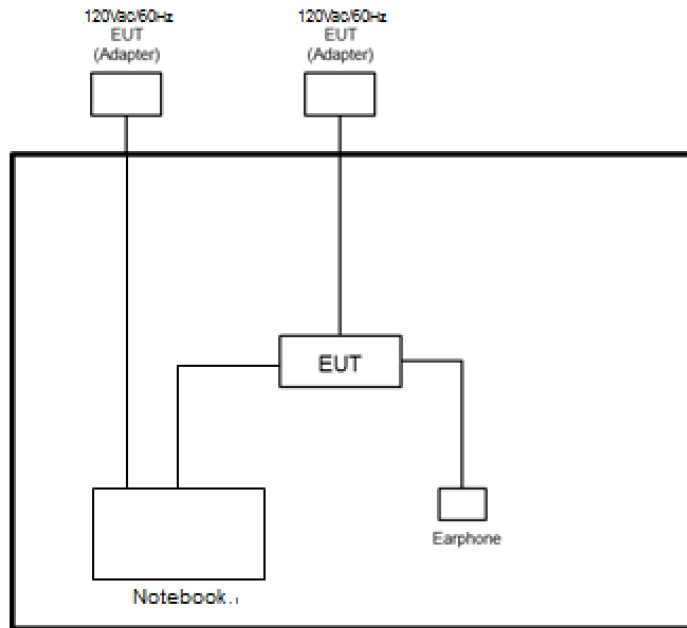 120Vac/60Hz
EUT
(Adapter)
120Vac/60Hz
EUT
(Adapter)
EUT
Earphone
Notebook